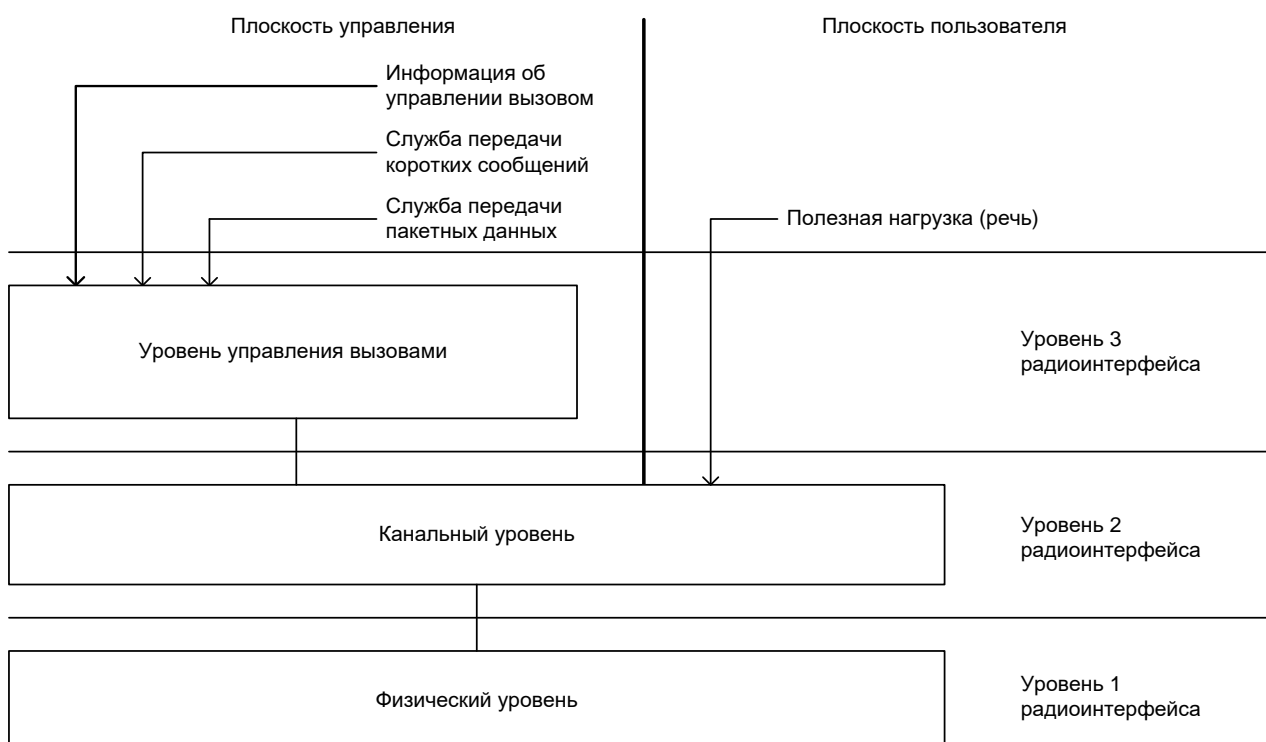 Плоскость управления
Плоскость пользователя
Информация об
управлении вызовом
Служба передачи
коротких сообщений
Служба передачи
пакетных данных
Полезная нагрузка (речь)
Уровень управления вызовами
Уровень 3
радиоинтерфейса
Канальный уровень
Уровень 2
радиоинтерфейса
Физический уровень
Уровень 1
радиоинтерфейса